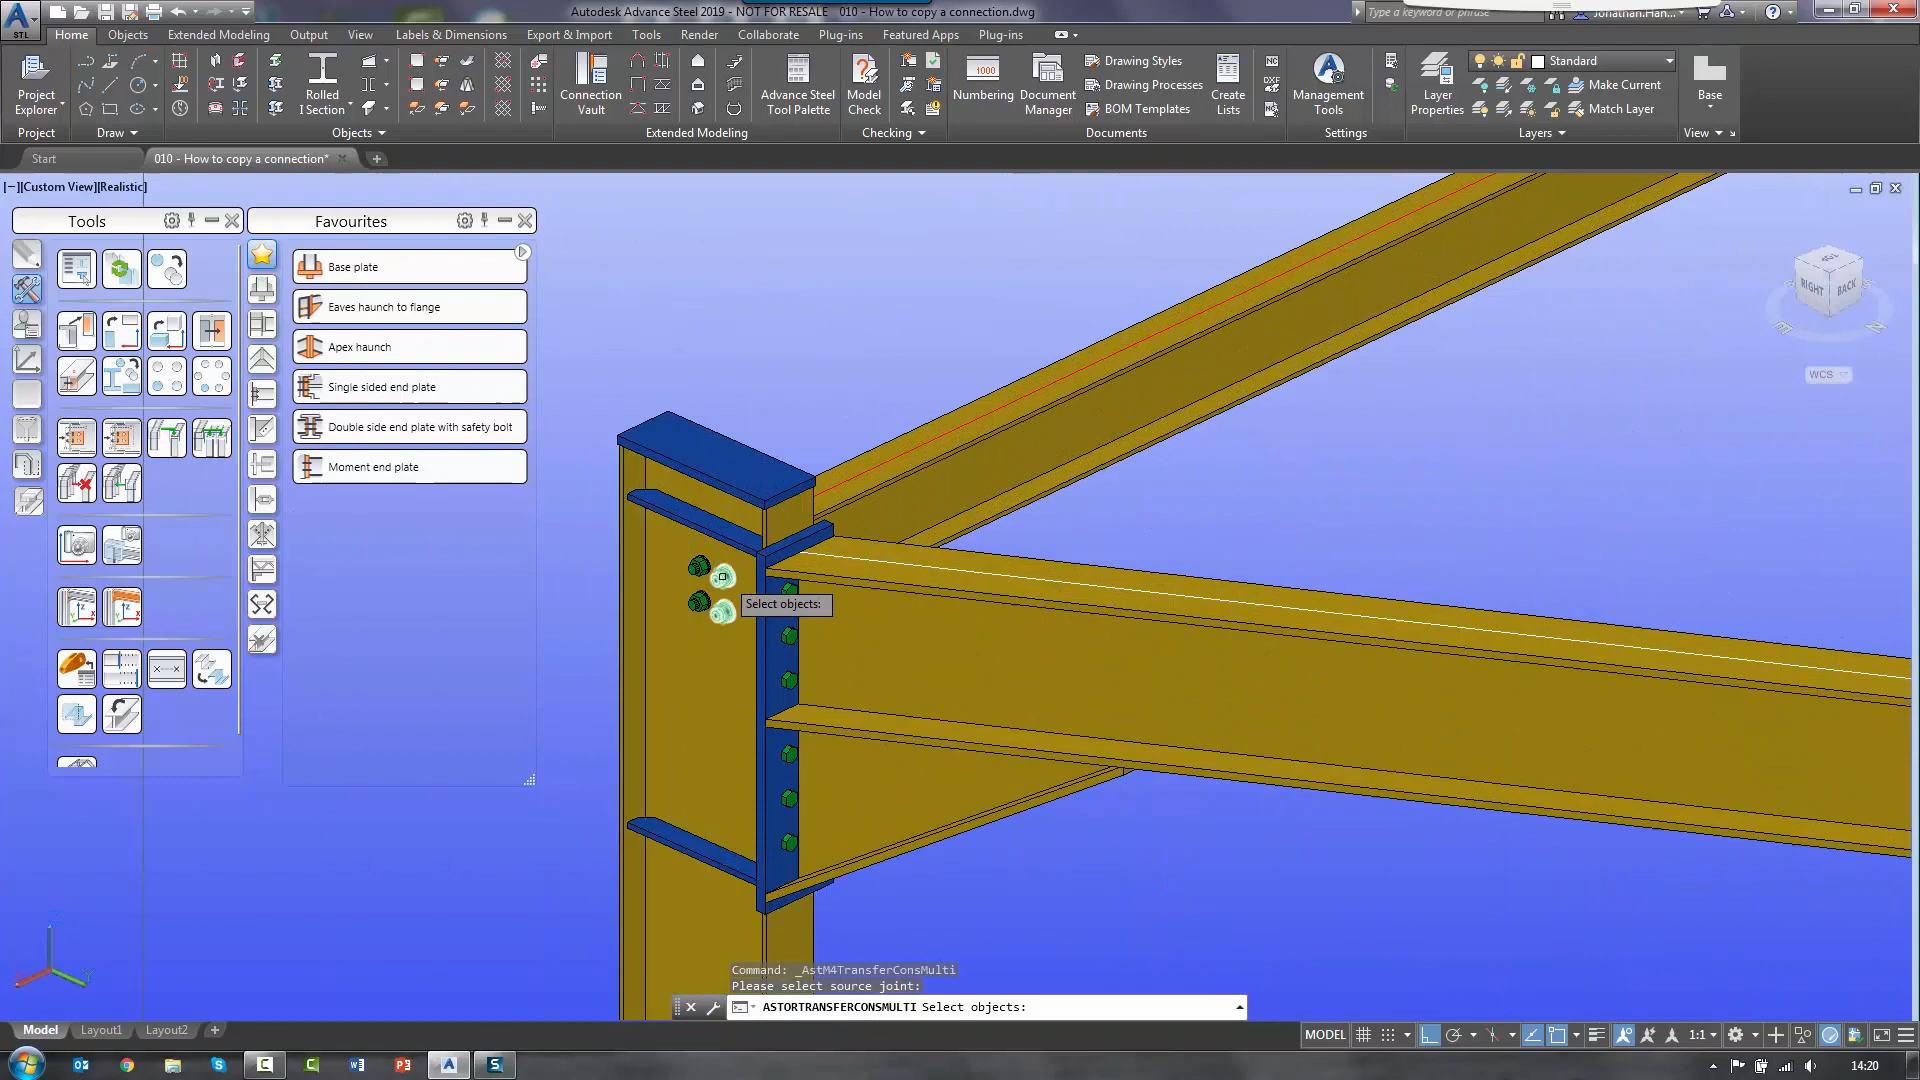 Autodesk Advance Steel 2019 - NOT FOR RESALE 010 - How to copy a connection.dwg
Type a keyword or phrase
Jonathan.Han...
STL
Home Objects Extended Modeling Output View Labels & Dimensions Export & Import Tools Render Collaborate Plug-ins Featured Apps Plug-ins
Project Explorer
Rolled I Section
Connection Vault
Advance Steel Tool Palette
Model Check
1000
Numbering
Document Manager
Drawing Styles
Drawing Processes
BOM Templates
Create Lists
NC
DXF
Management Tools
Layer Properties
Standard
Make Current
Match Layer
Base
Project Draw Objects Extended Modeling Checking Documents Settings Layers View
Start 010 - How to copy a connection*
[−][Custom View][Realistic]
Tools
Favourites
Base plate
Eaves haunch to flange
Apex haunch
Single sided end plate
Double side end plate with safety bolt
Moment end plate
RIGHT BACK
WCS
Select objects:
Command: _AstM4TransferConsMulti
Please select source joint:
ASTORTRANSFERCONSMULTI Select objects:
Model Layout1 Layout2
MODEL 1:1
14:20